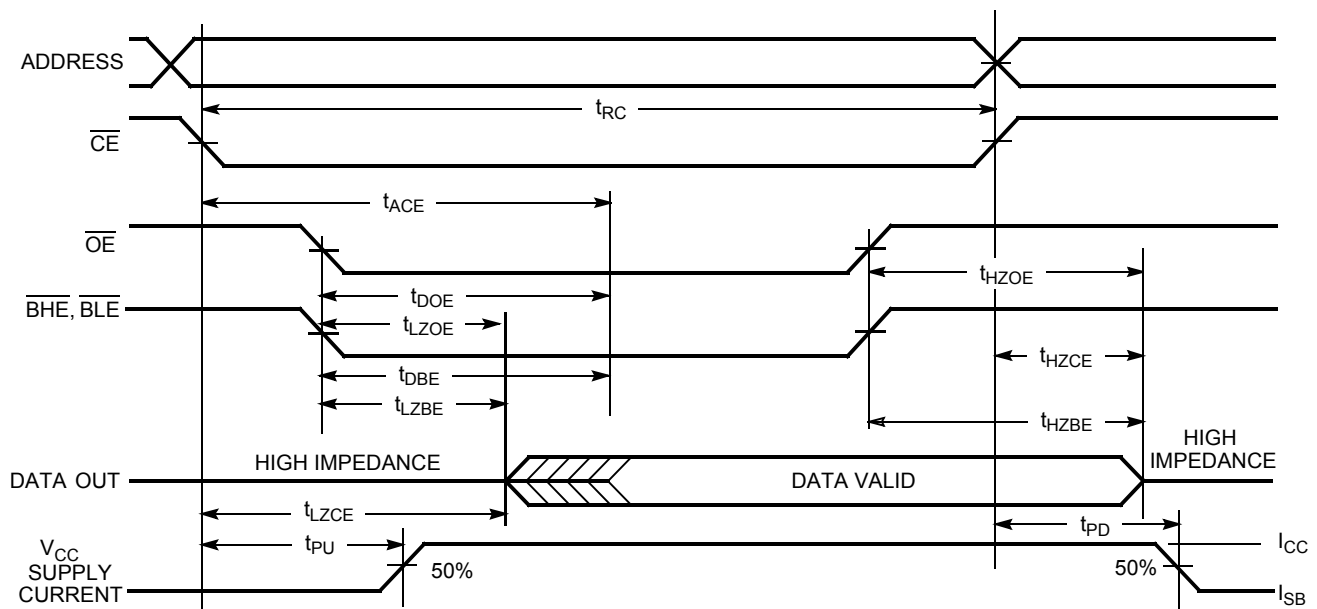 ADDRESS
tRC
CE
tACE
OE
tHZOE
tDOE
BHE, BLE
tLZOE
tHZCE
tDBE
tLZBE
tHZBE
HIGH IMPEDANCE
HIGH
IMPEDANCE
DATA OUT
DATA VALID
tLZCE
tPD
tPU
VCC
SUPPLY
CURRENT
50%
50%
ICC
ISB